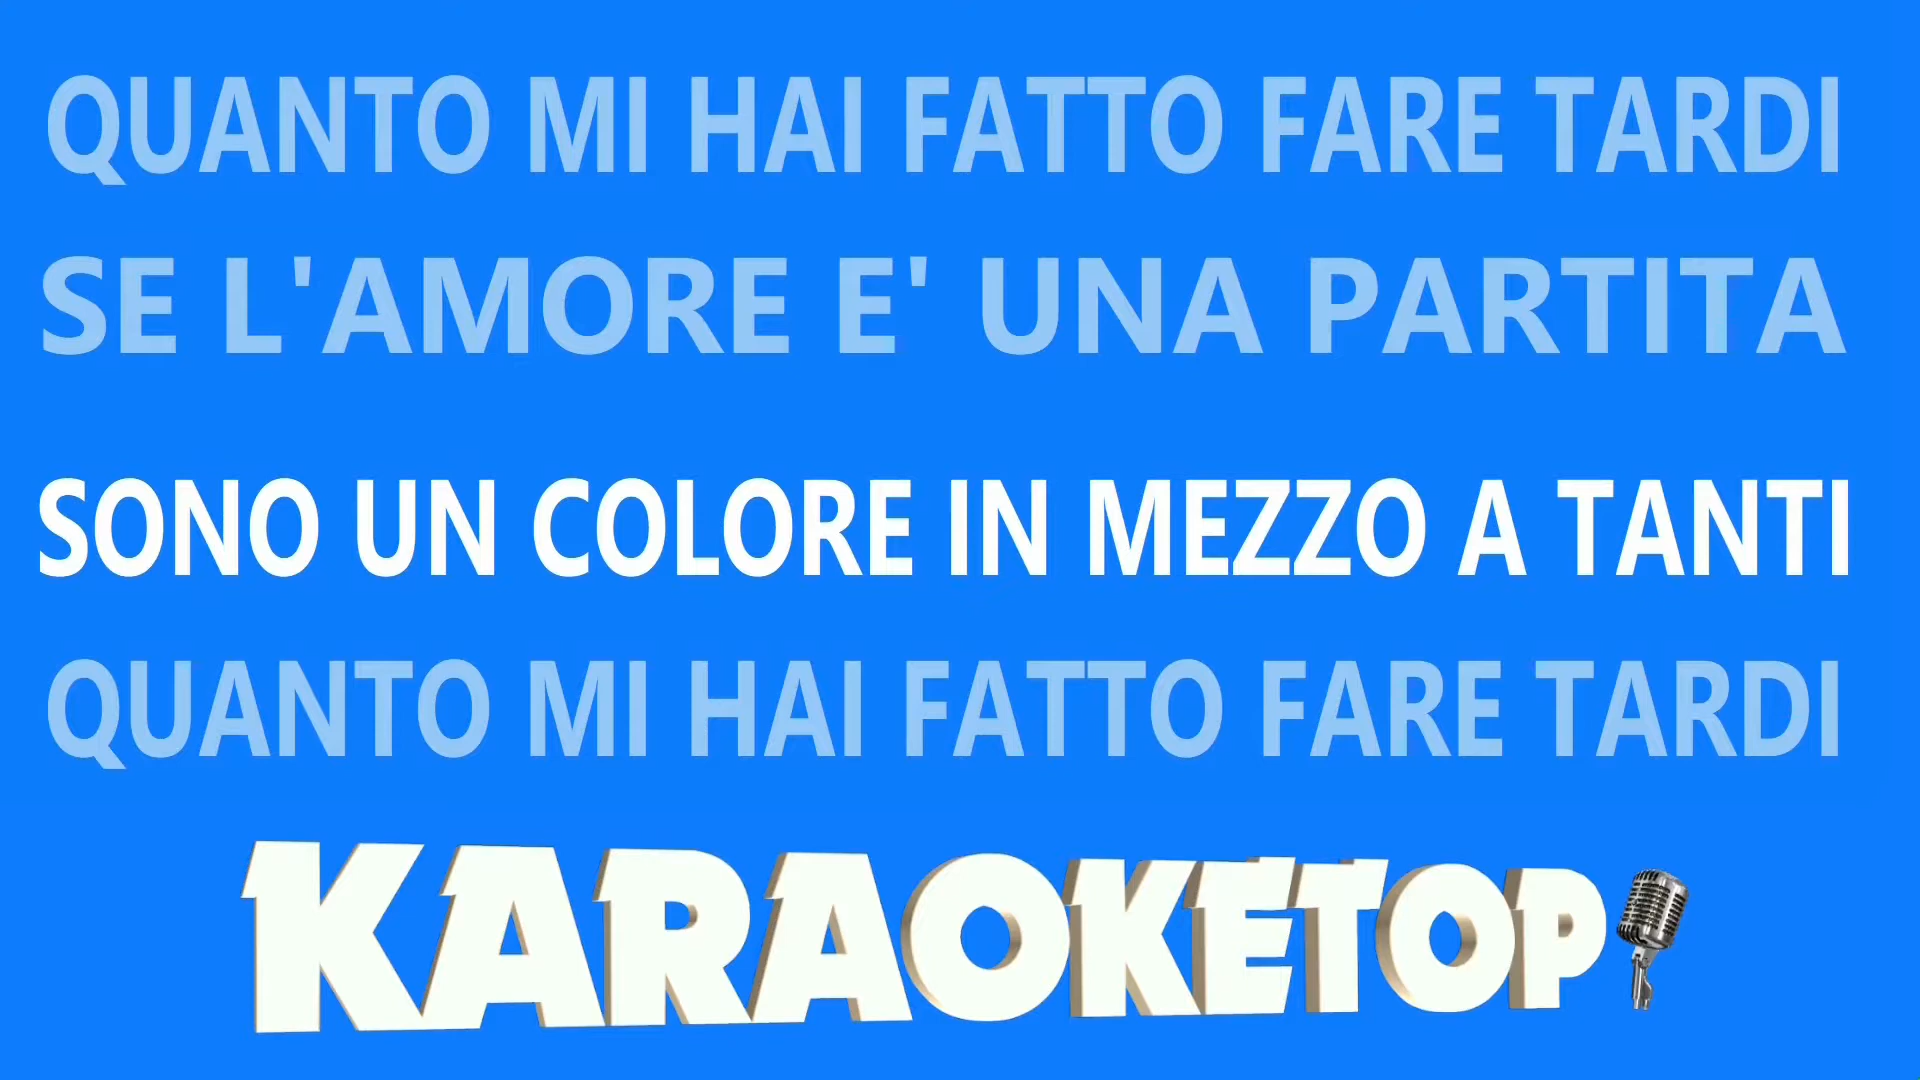 QUANTO MI HAI FATTO FARE TARDI
SE L'AMORE E' UNA PARTITA
SONO UN COLORE IN MEZZO A TANTI
QUANTO MI HAI FATTO FARE TARDI
KARAOKETOP